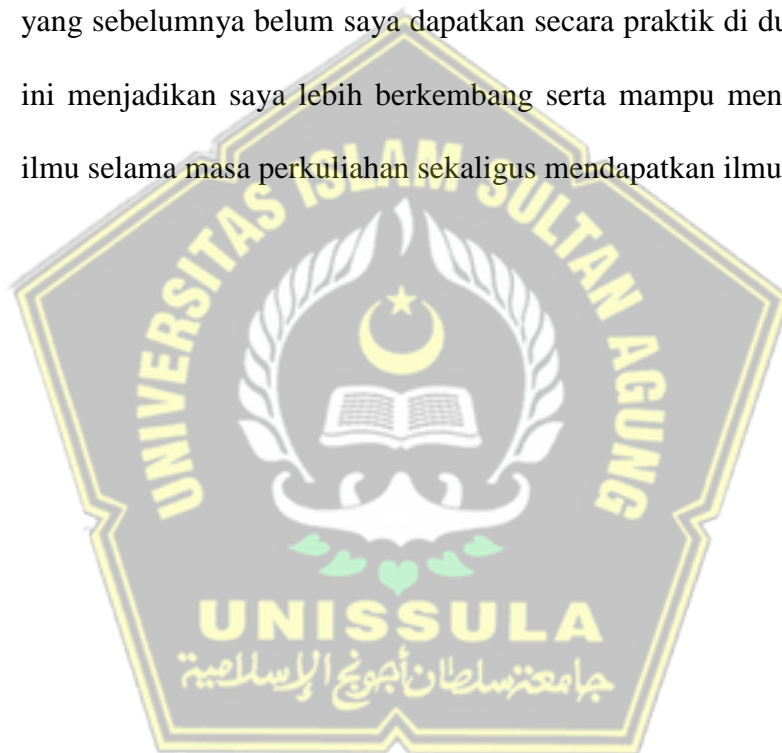 yang sebelumnya belum saya dapatkan secara praktik di du
ini menjadikan saya lebih berkembang serta mampu men
ilmu selama masa perkuliahan sekaligus mendapatkan ilmu
UNIVERSITAS ISLAM SULTAN AGUNG
UNISSULA
جامعة سلطان أجونج الإسلامية